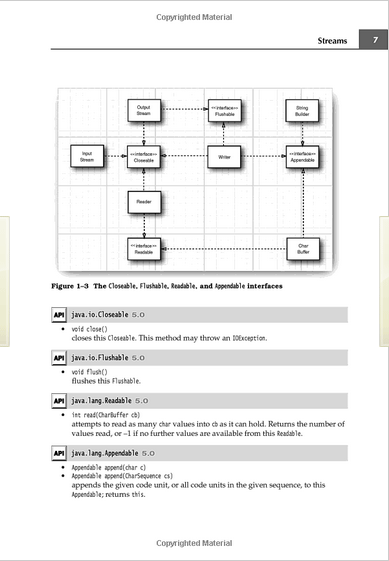 Copyrighted Material
Streams 7
Output
Stream
<<interface>>
Flushable
String
Builder
Input
Stream
<<interface>>
Closeable
Writer
<<interface>>
Appendable
Reader
<<interface>>
Readable
Char
Buffer
Figure 1–3 The Closeable, Flushable, Readable, and Appendable interfaces
API java.io.Closeable 5.0
• void close()
closes this Closeable. This method may throw an IOException.
API java.io.Flushable 5.0
• void flush()
flushes this Flushable.
API java.lang.Readable 5.0
• int read(CharBuffer cb)
attempts to read as many char values into cb as it can hold. Returns the number
of values read, or –1 if no further values are available from this Readable.
API java.lang.Appendable 5.0
• Appendable append(char c)
• Appendable append(CharSequence cs)
appends the given code unit, or all code units in the given sequence, to this
Appendable; returns this.
Copyrighted Material